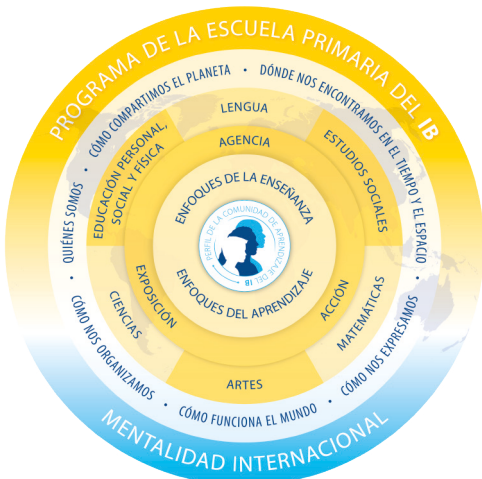 PROGRAMA DE LA ESCUELA PRIMARIA DEL IB
CÓMO COMPARTIMOS EL PLANETA • DÓNDE NOS ENCONTRAMOS EN EL TIEMPO Y EL ESPACIO •
CÓMO NOS EXPRESAMOS
• CÓMO FUNCIONA EL MUNDO •
CÓMO NOS ORGANIZAMOS
• QUIÉNES SOMOS •
LENGUA
ESTUDIOS SOCIALES
MATEMÁTICAS
ARTES
CIENCIAS
EDUCACIÓN PERSONAL,
SOCIAL Y FÍSICA
AGENCIA
ACCIÓN
EXPOSICIÓN
ENFOQUES DE LA ENSEÑANZA
PERFIL DE LA COMUNIDAD DE APRENDIZAJE DEL IB
ENFOQUES DEL APRENDIZAJE
MENTALIDAD INTERNACIONAL